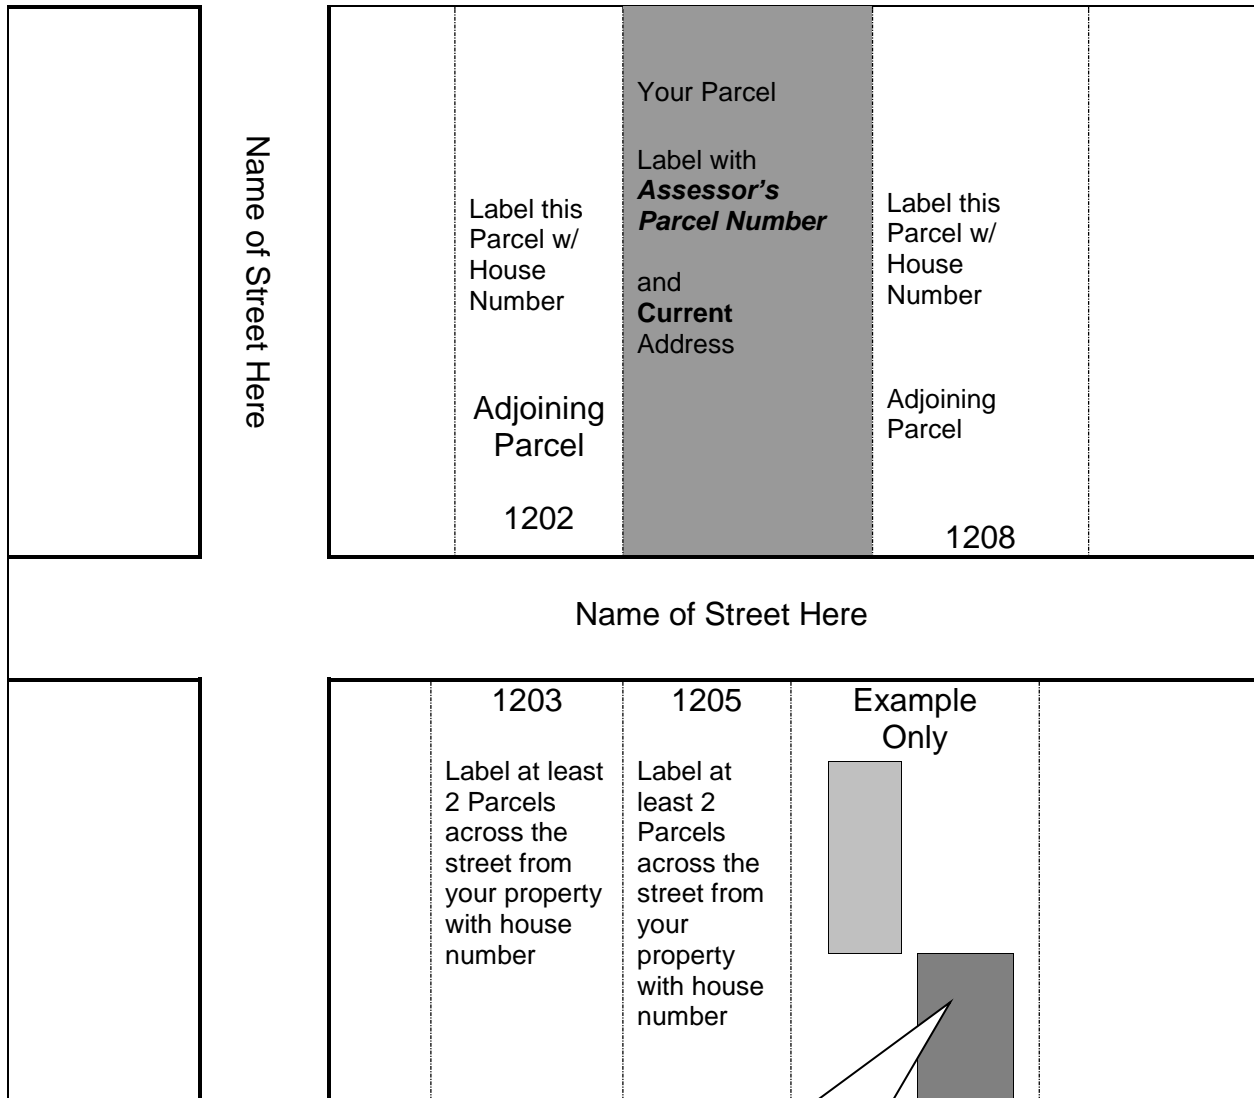 Name of Street Here
Label this
Parcel w/
House
Number
Adjoining
Parcel
1202
Your Parcel
Label with
Assessor’s
Parcel Number
and
Current
Address
Label this
Parcel w/
House
Number
Adjoining
Parcel
1208
Name of Street Here
1203
Label at least
2 Parcels
across the
street from
your property
with house
number
1205
Label at
least 2
Parcels
across the
street from
your
property
with house
number
Example
Only